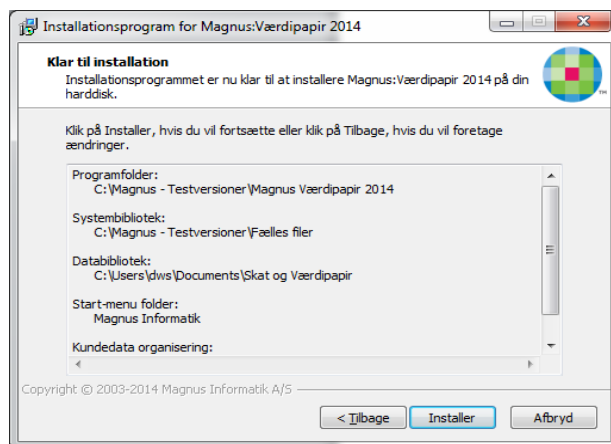 Installationsprogram for Magnus:Værdipapir 2014
Klar til installation
Installationsprogrammet er nu klar til at installere Magnus:Værdipapir 2014 på din
harddisk.
TM
Klik på Installer, hvis du vil fortsætte eller klik på Tilbage, hvis du vil foretage
ændringer.
Programfolder:
C:\Magnus - Testversioner\Magnus Værdipapir 2014
Systembibliotek:
C:\Magnus - Testversioner\Fælles filer
Databibliotek:
C:\Users\dws\Documents\Skat og Værdipapir
Start-menu folder:
Magnus Informatik
Kundedata organisering:
Copyright © 2003-2014 Magnus Informatik A/S
< Tilbage Installer Afbryd